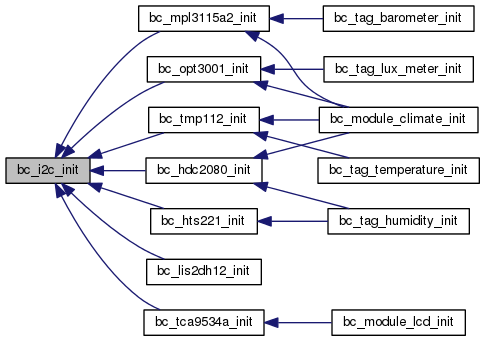 bc_mpl3115a2_init
bc_tag_barometer_init
bc_opt3001_init
bc_tag_lux_meter_init
bc_tmp112_init
bc_module_climate_init
bc_i2c_init
bc_hdc2080_init
bc_tag_temperature_init
bc_hts221_init
bc_tag_humidity_init
bc_lis2dh12_init
bc_tca9534a_init
bc_module_lcd_init